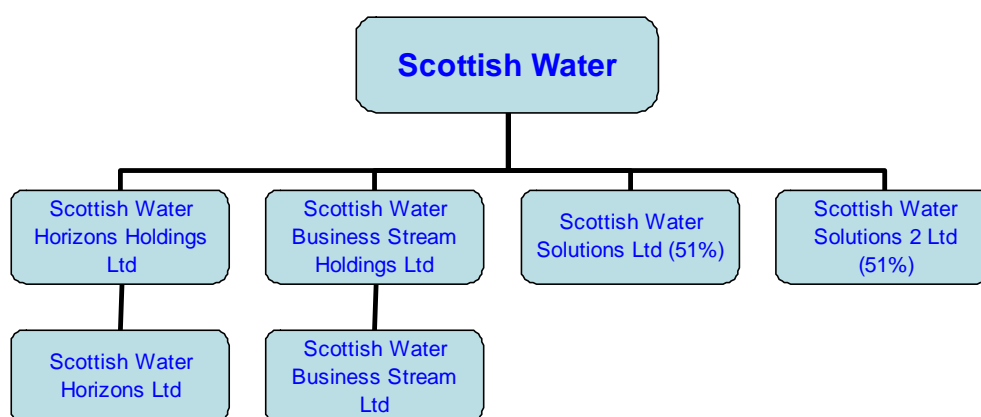 Scottish Water
Scottish Water
Horizons Holdings
Ltd
Scottish Water
Business Stream
Holdings Ltd
Scottish Water
Solutions Ltd (51%)
Scottish Water
Solutions 2 Ltd
(51%)
Scottish Water
Horizons Ltd
Scottish Water
Business Stream
Ltd